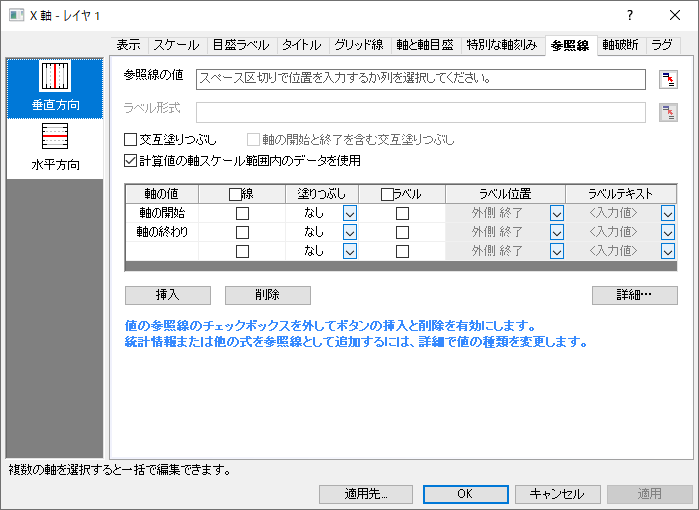 X 軸 - レイヤ 1
表示 スケール 目盛ラベル タイトル グリッド線 軸と軸目盛 特別な軸刻み 参照線 軸破断 ラグ
垂直方向
水平方向
参照線の値 スペース区切りで位置を入力するか列を選択してください。
ラベル形式
交互塗りつぶし 軸の開始と終了を含む交互塗りつぶし
計算値の軸スケール範囲内のデータを使用
軸の値 線 塗りつぶし ラベル ラベル位置 ラベルテキスト
軸の開始 なし 外側 終了 <入力値>
軸の終わり なし 外側 終了 <入力値>
なし 外側 終了 <入力値>
挿入 削除 詳細...
値の参照線のチェックボックスを外してボタンの挿入と削除を有効にします。
統計情報または他の式を参照線として追加するには、詳細で値の種類を変更します。
複数の軸を選択すると一括で編集できます。
適用先... OK キャンセル 適用